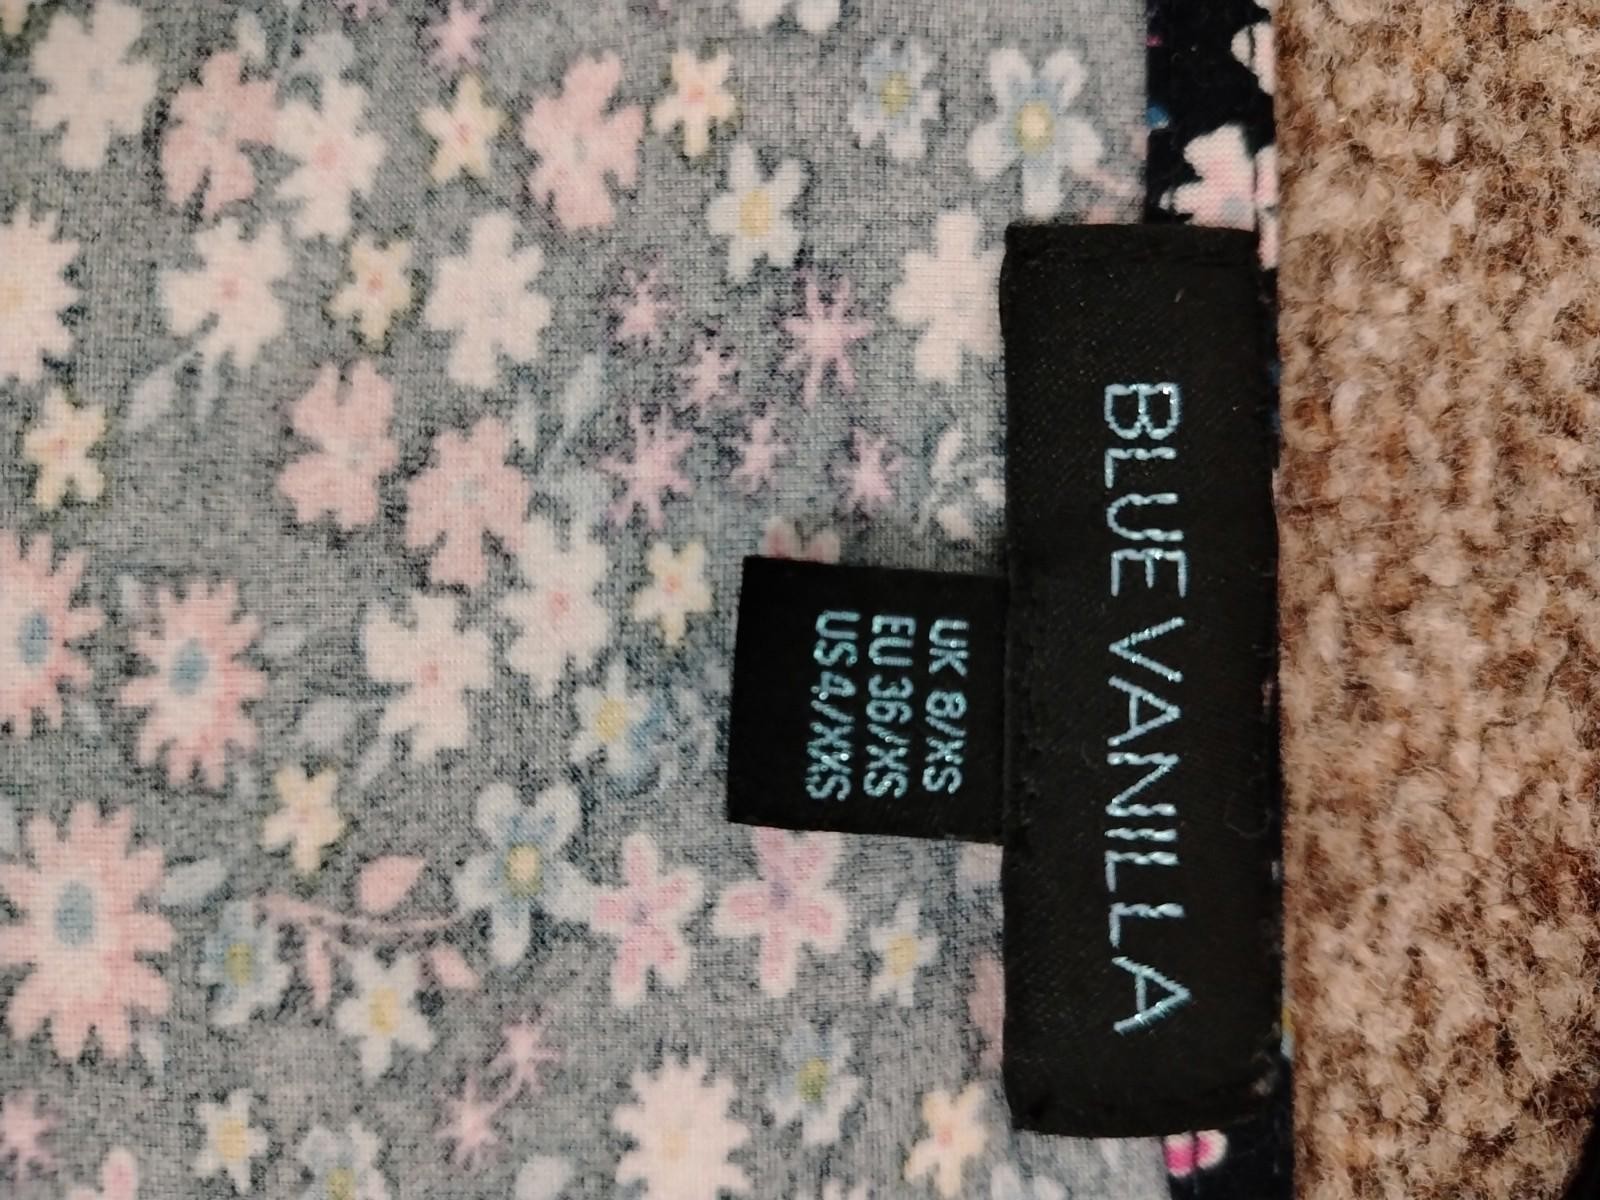 BLUE VANILLA
UK 8/XS
EU 36/XS
US 4/XXS